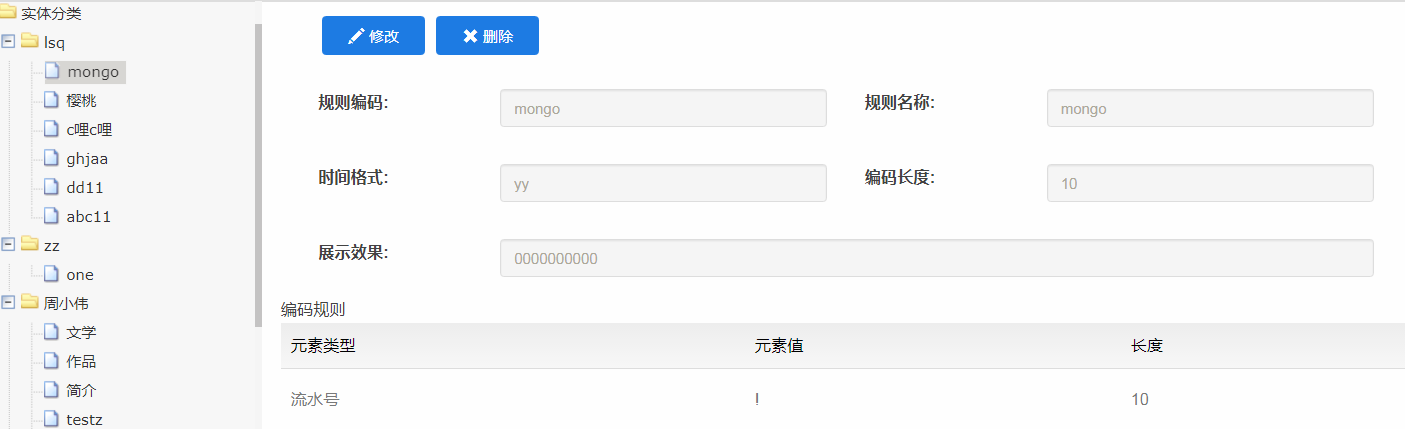 实体分类
lsq
mongo
樱桃
c哩c哩
ghjaa
dd11
abc11
zz
one
周小伟
文学
作品
简介
testz
修改 删除
规则编码: mongo 规则名称: mongo
时间格式: yy 编码长度: 10
展示效果: 0000000000
编码规则
元素类型 元素值 长度
流水号 ! 10